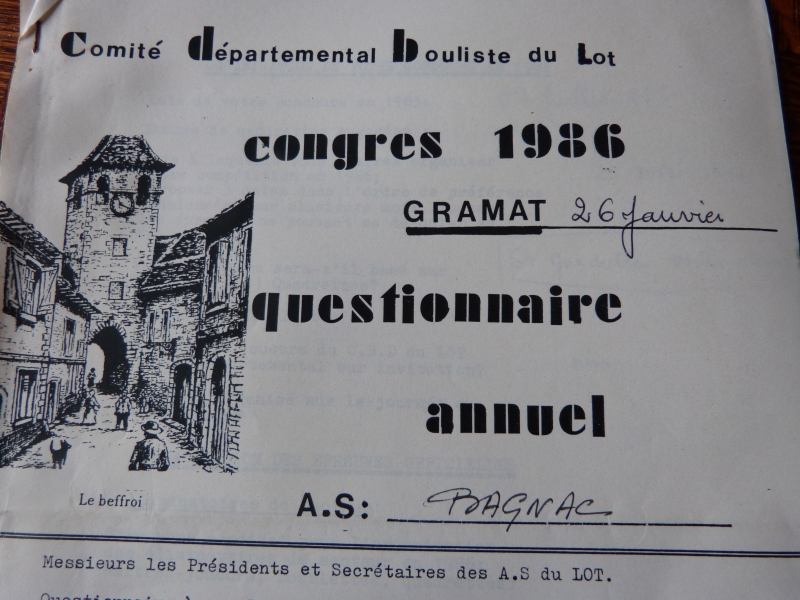 Comité départemental bouliste du Lot
congres 1986
GRAMAT 26 Janvier
questionnaire
annuel
Le beffroi
A.S: BAGNAC
Messieurs les Présidents et Secrétaires des A.S du LOT.
Questionnaire à